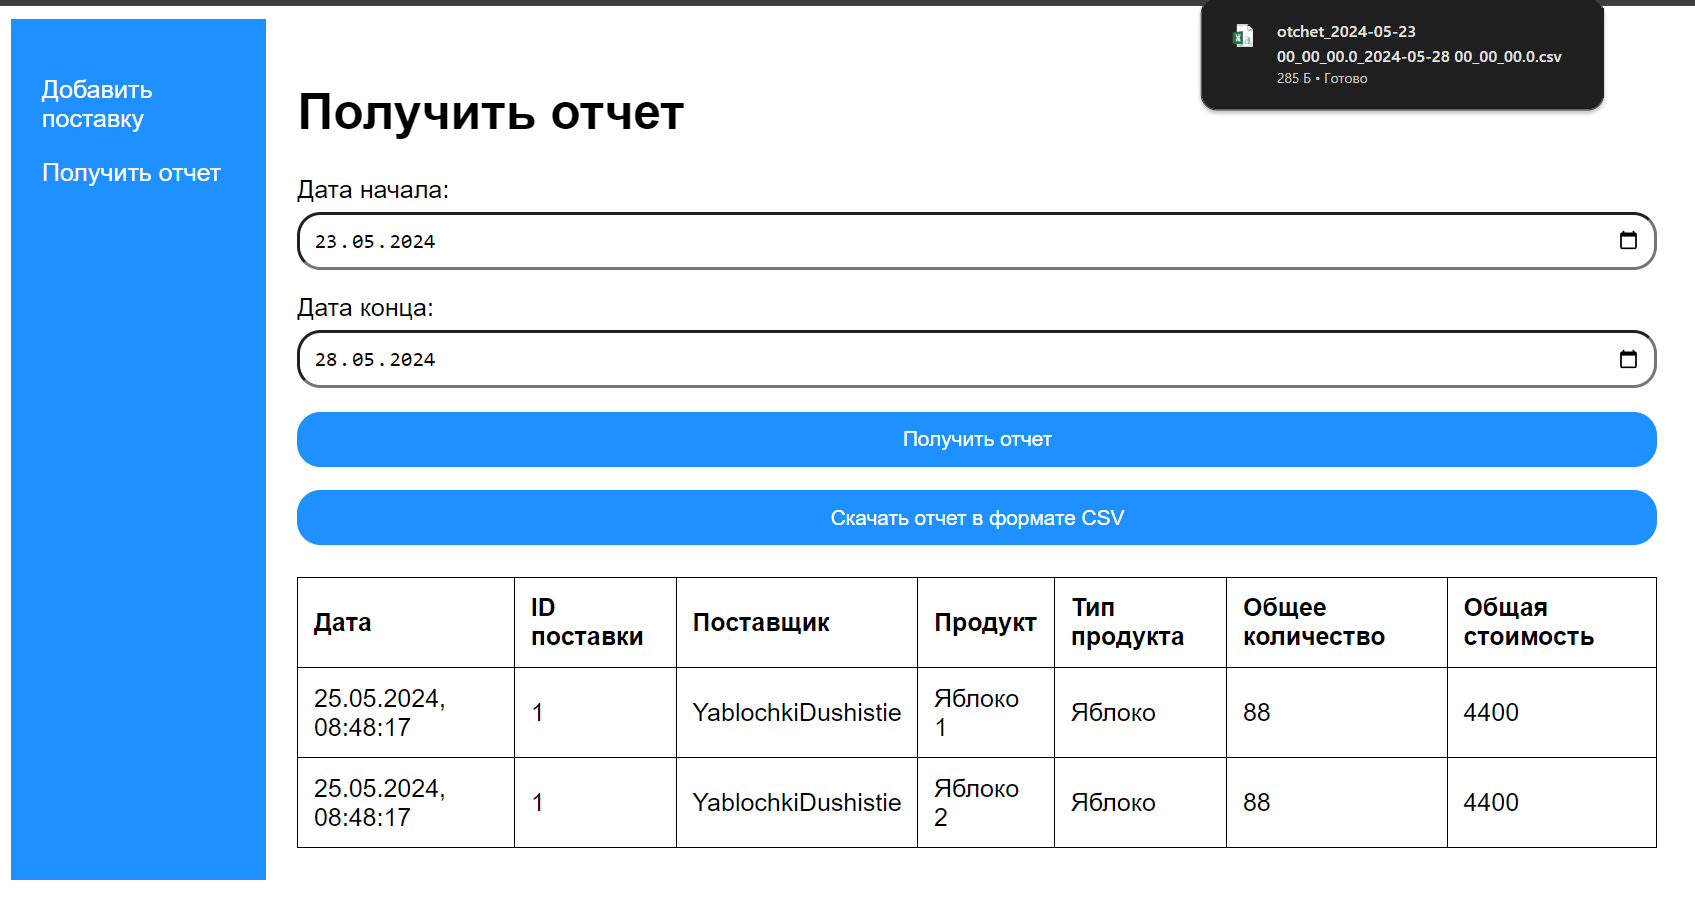 otchet_2024-05-23
00_00_00.0_2024-05-28 00_00_00.0.csv
285 Б • Готово
Добавить
поставку
Получить отчет
Получить отчет
Дата начала:
23.05.2024
Дата конца:
28.05.2024
Получить отчет
Скачать отчет в формате CSV
Дата
ID
поставки
Поставщик
Продукт
Тип
продукта
Общее
количество
Общая
стоимость
25.05.2024,
08:48:17
1
YablochkiDushistie
Яблоко
1
Яблоко
88
4400
25.05.2024,
08:48:17
1
YablochkiDushistie
Яблоко
2
Яблоко
88
4400